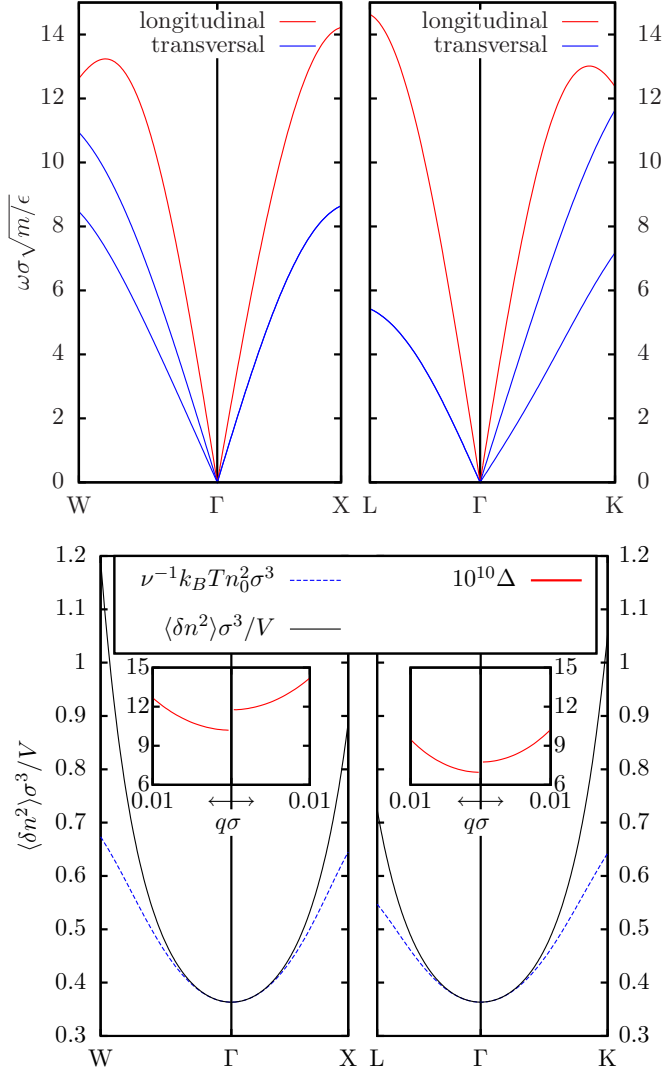 longitudinal
transversal
longitudinal
transversal
14
12
10
8
6
4
2
0
14
12
10
8
6
4
2
0
ωσ√m/ϵ
W Γ X L Γ K
1.2
1.1
1
0.9
0.8
0.7
0.6
0.5
0.4
0.3
1.2
1.1
1
0.9
0.8
0.7
0.6
0.5
0.4
0.3
⟨δn²⟩σ³/V
ν⁻¹k_BTn₀²σ³
10¹⁰Δ
⟨δn²⟩σ³/V
15
12
9
6
0.01 ↔ 0.01
qσ
15
12
9
6
0.01 ↔ 0.01
qσ
W Γ X L Γ K